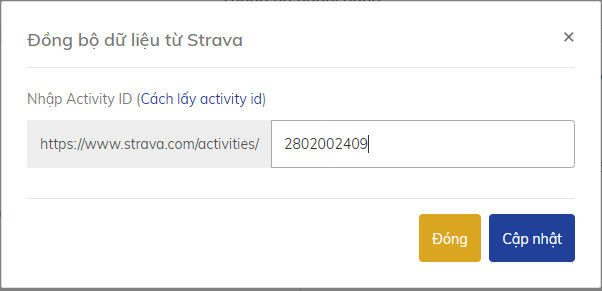 Đồng bộ dữ liệu từ Strava
×
Nhập Activity ID (Cách lấy activity id)
https://www.strava.com/activities/ 2802002409
Đóng Cập nhật